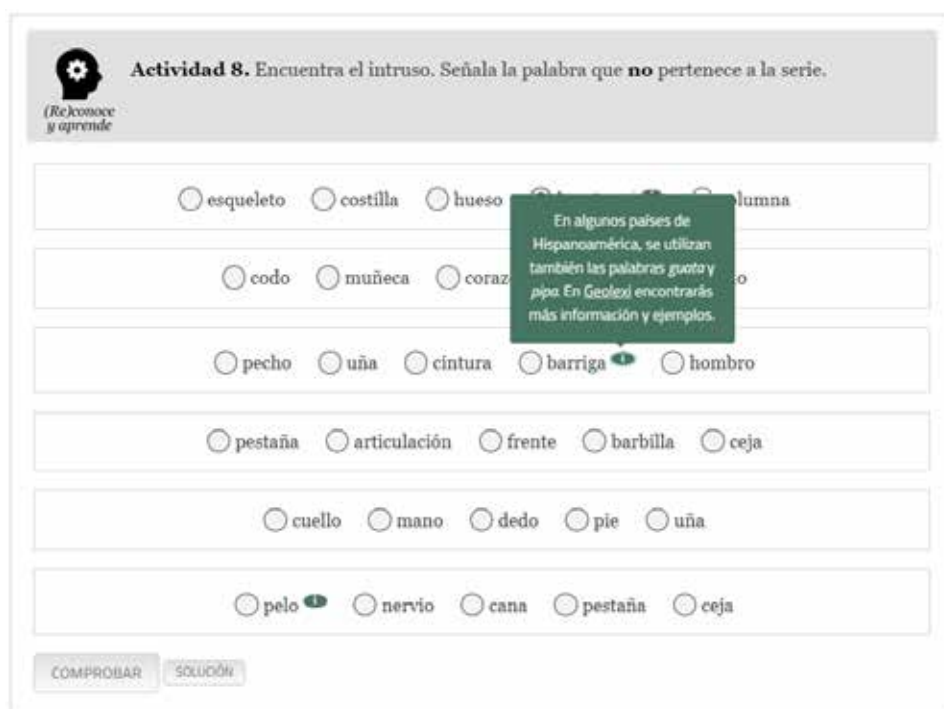 Actividad 8. Encuentra el intruso. Señala la palabra que no pertenece a la serie.
(Re)conoce
y aprende
esqueleto costilla hueso olumna
En algunos países de
Hispanoamérica, se utilizan
también las palabras guata y
pipa. En Geolexi encontrarás
más información y ejemplos.
codo muñeca coraz o
pecho uña cintura barriga i hombro
pestaña articulación frente barbilla ceja
cuello mano dedo pie uña
pelo i nervio cana pestaña ceja
COMPROBAR SOLUCIÓN